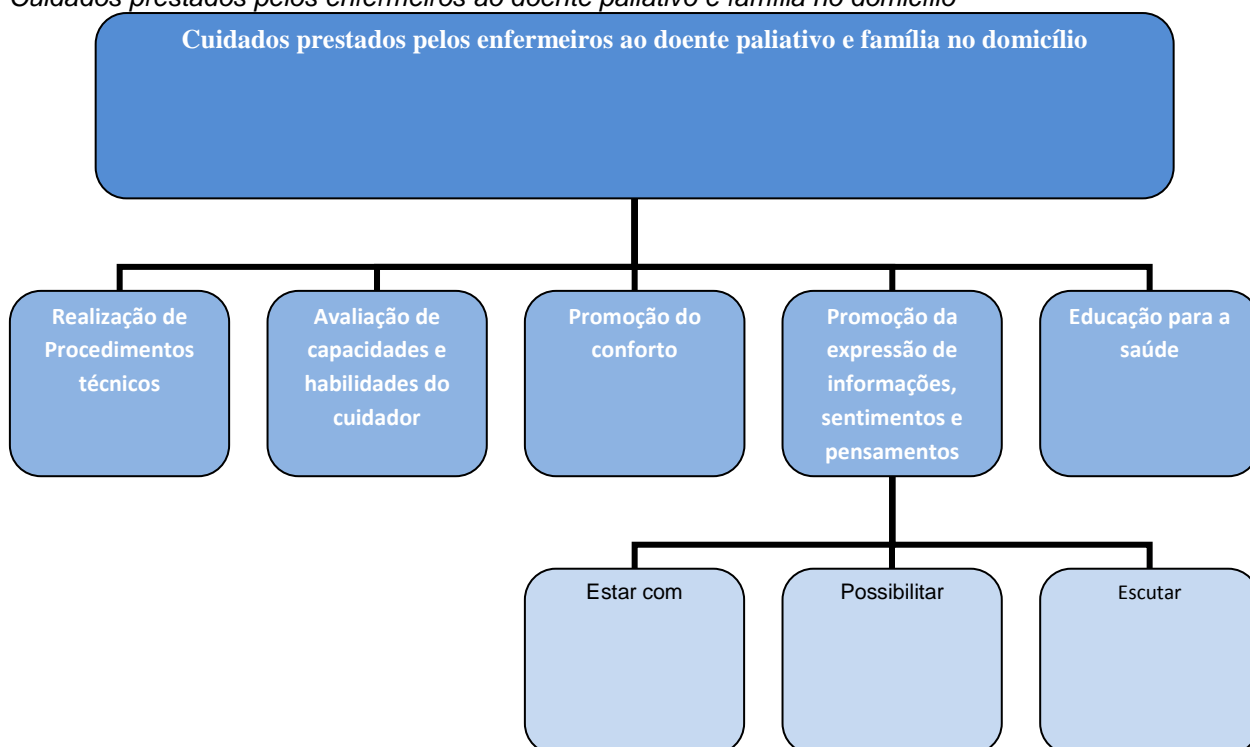 Cuidados prestados pelos enfermeiros ao doente paliativo e família no domicílio
Cuidados prestados pelos enfermeiros ao doente paliativo e família no domicílio
Realização de
Procedimentos
técnicos
Avaliação de
capacidades e
habilidades do
cuidador
Promoção do
conforto
Promoção da
expressão de
informações,
sentimentos e
pensamentos
Educação para a
saúde
Estar com
Possibilitar
Escutar